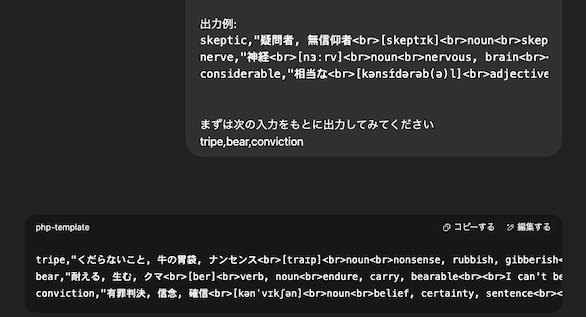 出力例:
skeptic,"疑問者, 無信仰者<br>[skeptɪk]<br>noun<br>skep
nerve,"神経<br>[nɜːrv]<br>noun<br>nervous, brain<br><
considerable,"相当な<br>[kənsídərəb(ə)l]<br>adjective
まずは次の入力をもとに出力してみてください
tripe,bear,conviction
php-template
コピーする
編集する
tripe,"くだらないこと, 牛の胃袋, ナンセンス<br>[traɪp]<br>noun<br>nonsense, rubbish, gibberish<
bear,"耐える, 生む, クマ<br>[ber]<br>verb, noun<br>endure, carry, bearable<br><br>I can't be
conviction,"有罪判決, 信念, 確信<br>[kənˈvɪkʃən]<br>noun<br>belief, certainty, sentence<br><